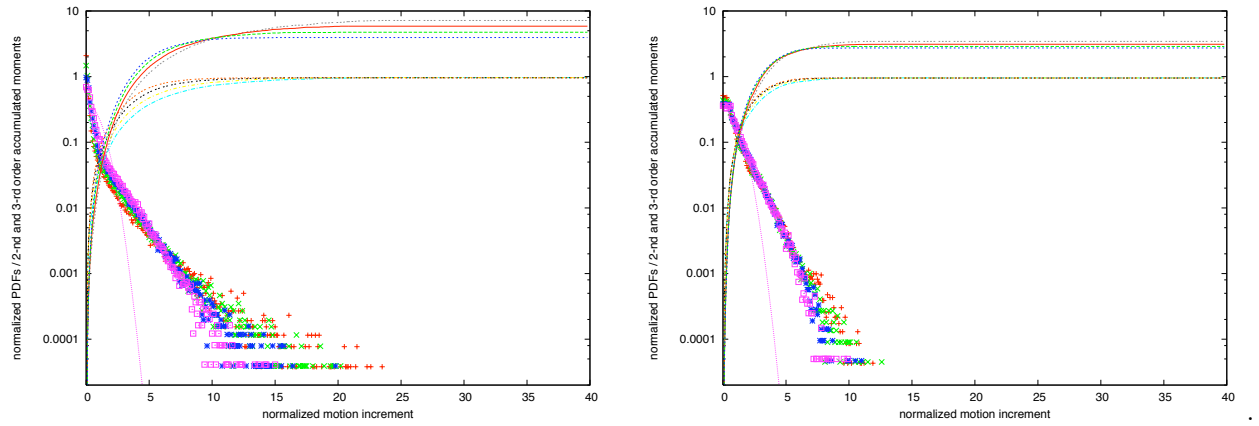 normalized PDFs / 2-nd and 3-rd order accumulated moments
10
1
0.1
0.01
0.001
0.0001
0 5 10 15 20 25 30 35 40
normalized motion increment
normalized PDFs / 2-nd and 3-rd order accumulated moments
10
1
0.1
0.01
0.001
0.0001
0 5 10 15 20 25 30 35 40
normalized motion increment
.